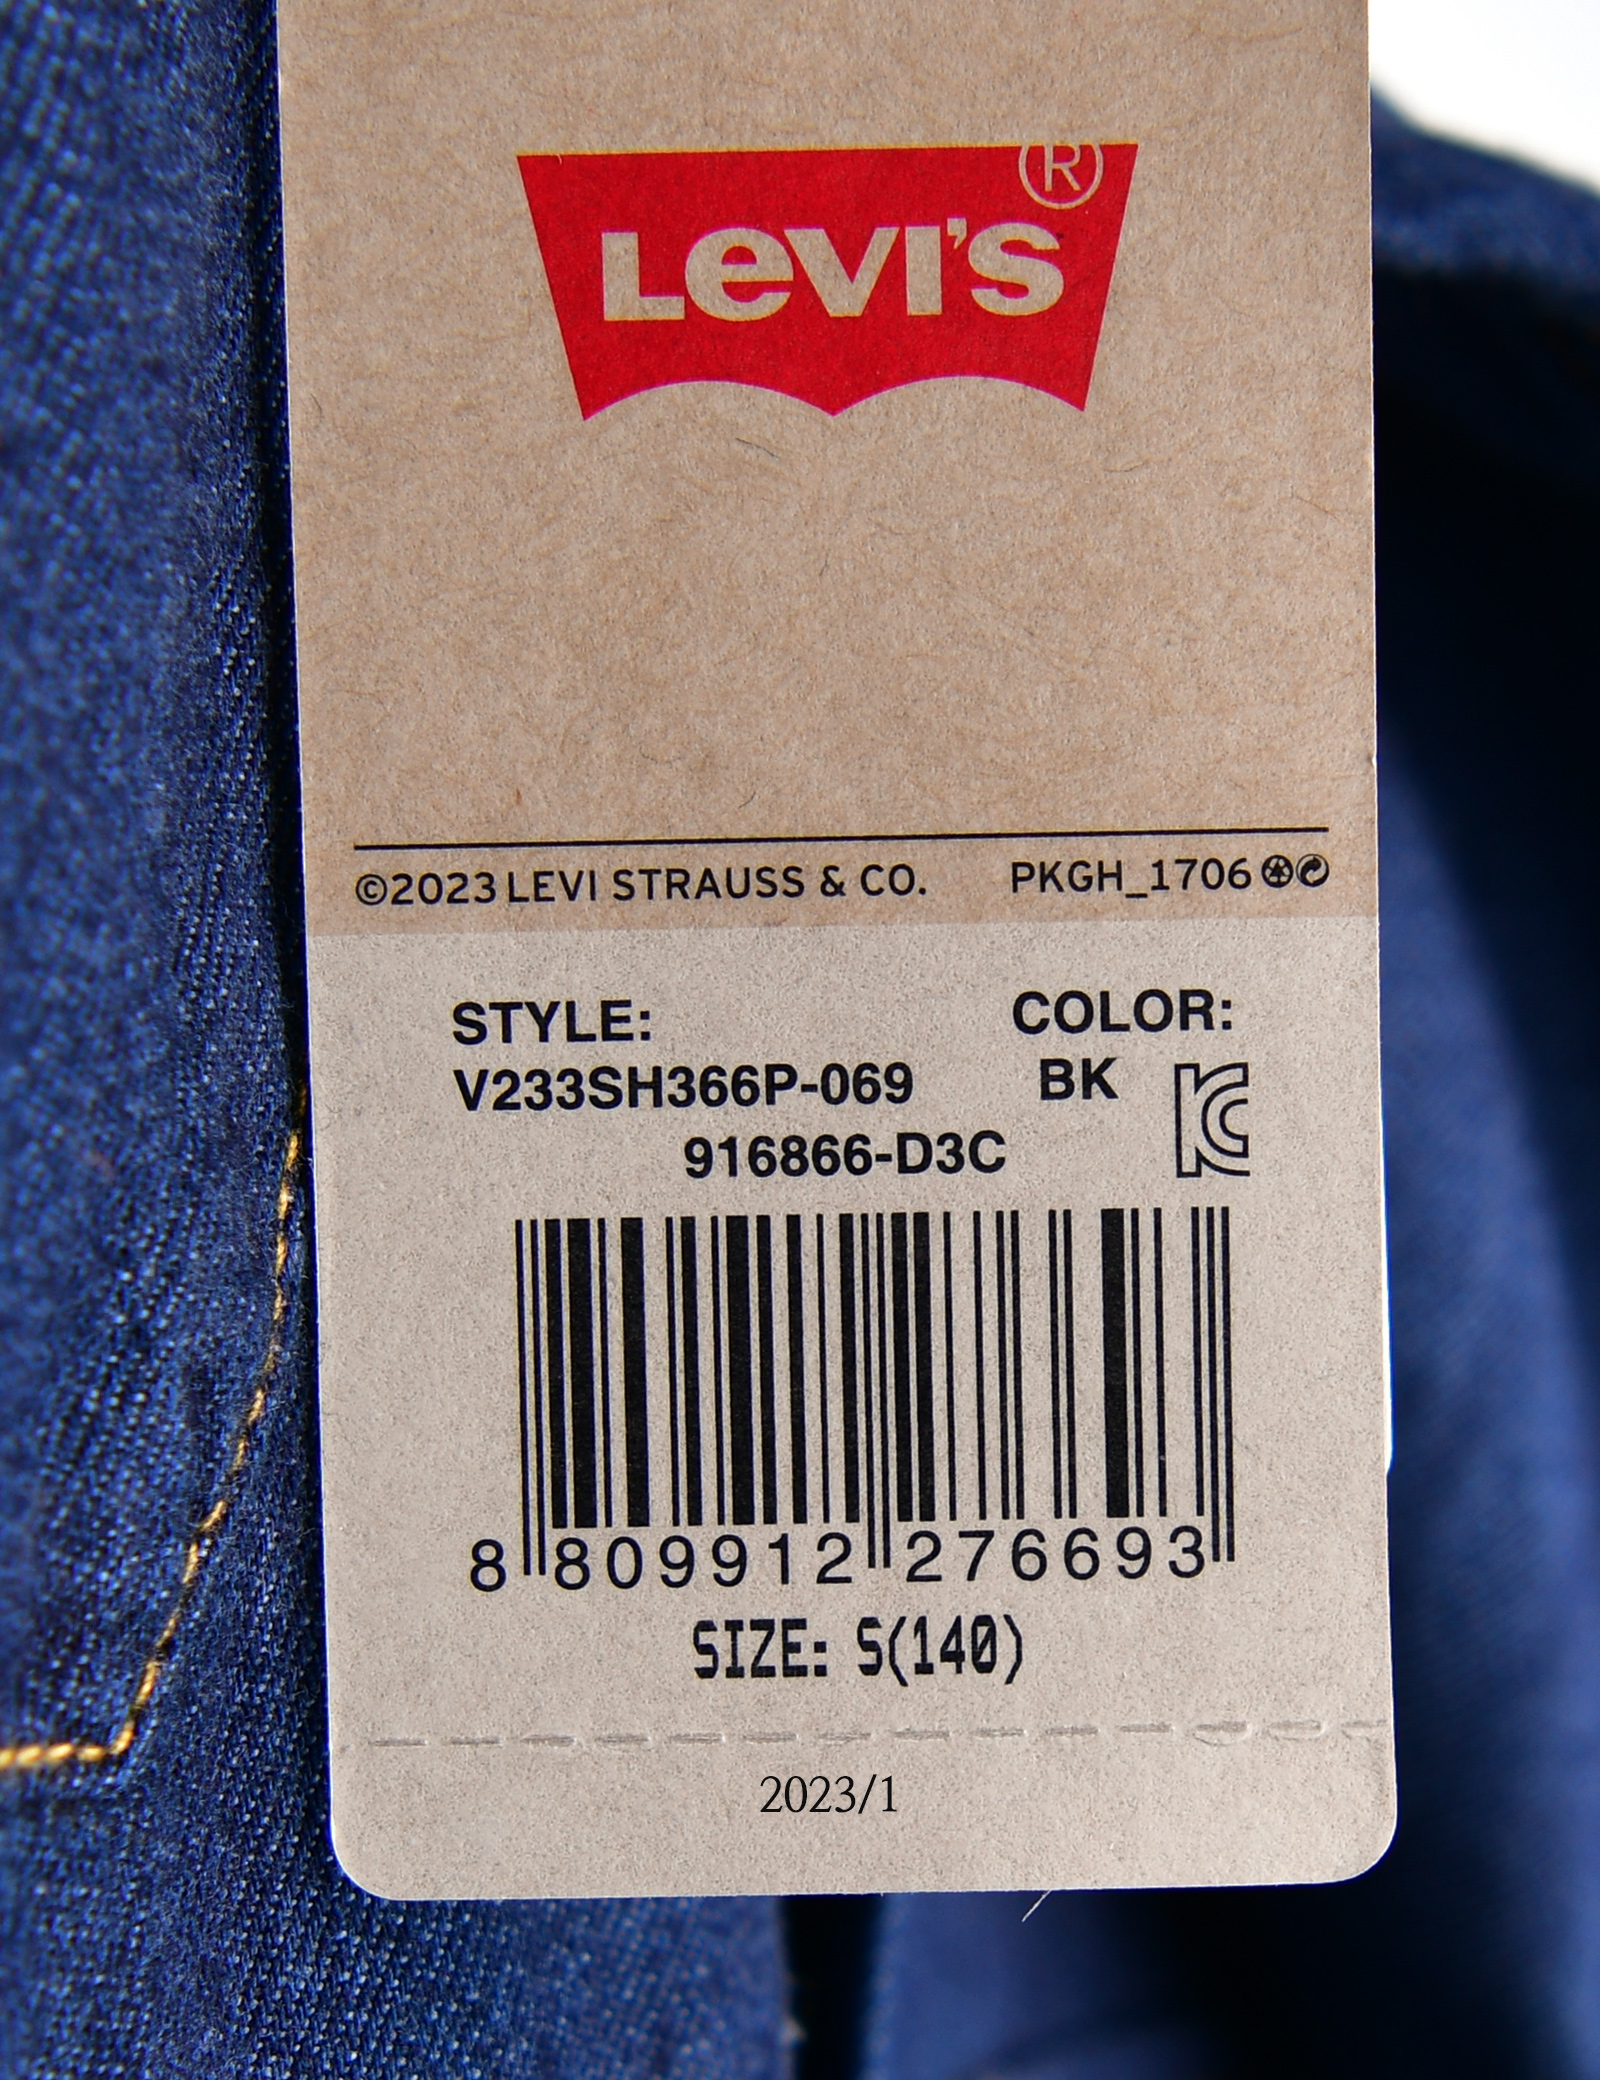 LEVI'S®
©2023 LEVI STRAUSS & CO. PKGH_1706
STYLE: COLOR:
V233SH366P-069 BK
916866-D3C
8 809912 276693
SIZE: S(140)
2023/1